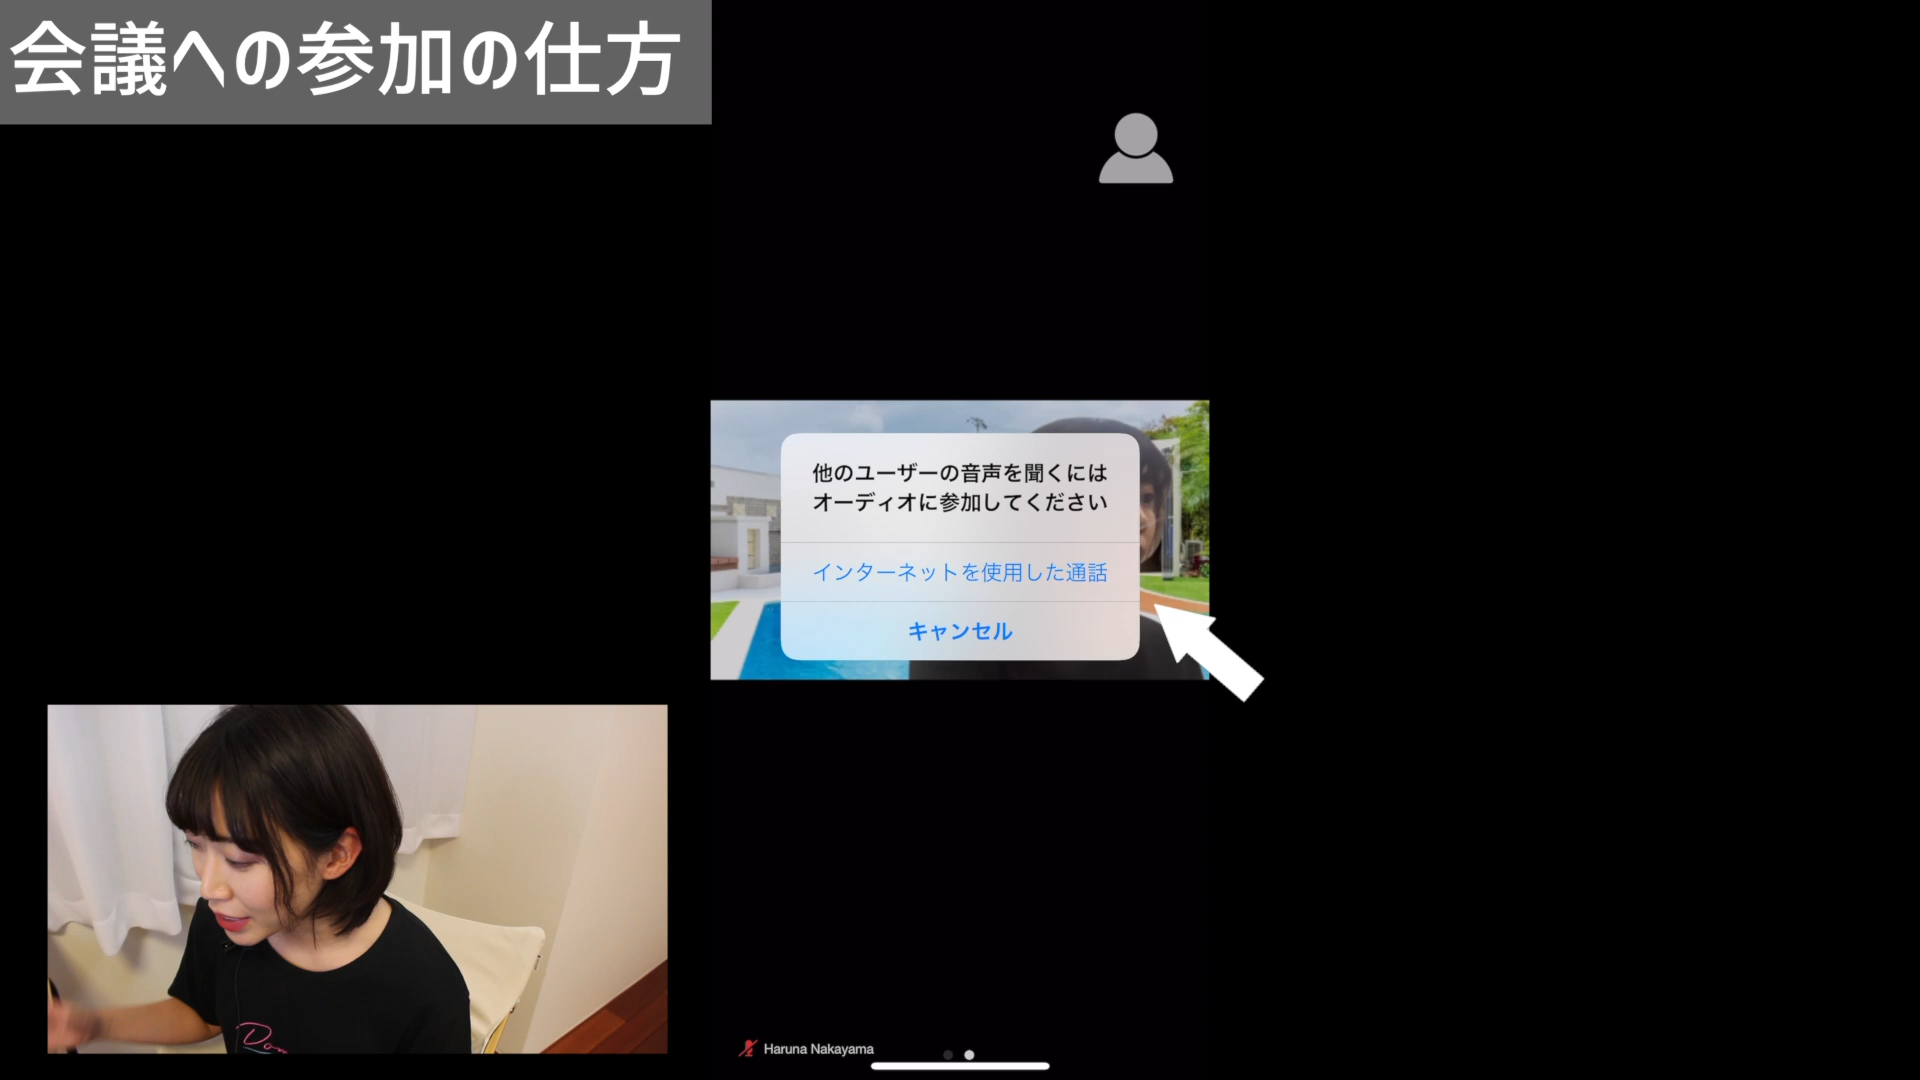 会議への参加の仕方
他のユーザーの音声を聞くには
オーディオに参加してください
インターネットを使用した通話
キャンセル
Haruna Nakayama